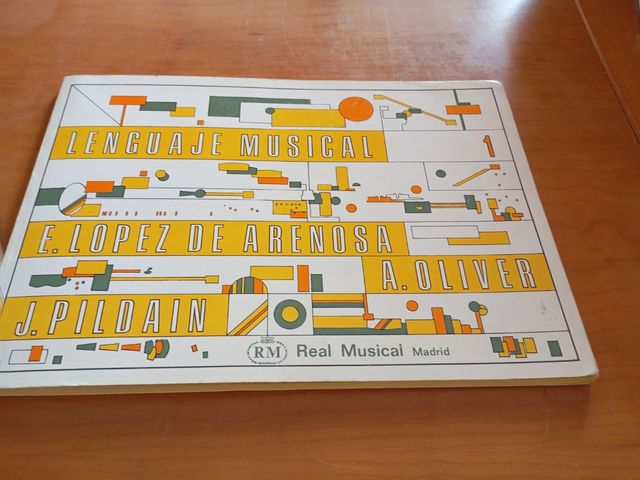 LENGUAJE MUSICAL 1
E. LOPEZ DE ARENOSA
A. OLIVER
J. PILDAIN
RM Real Musical Madrid